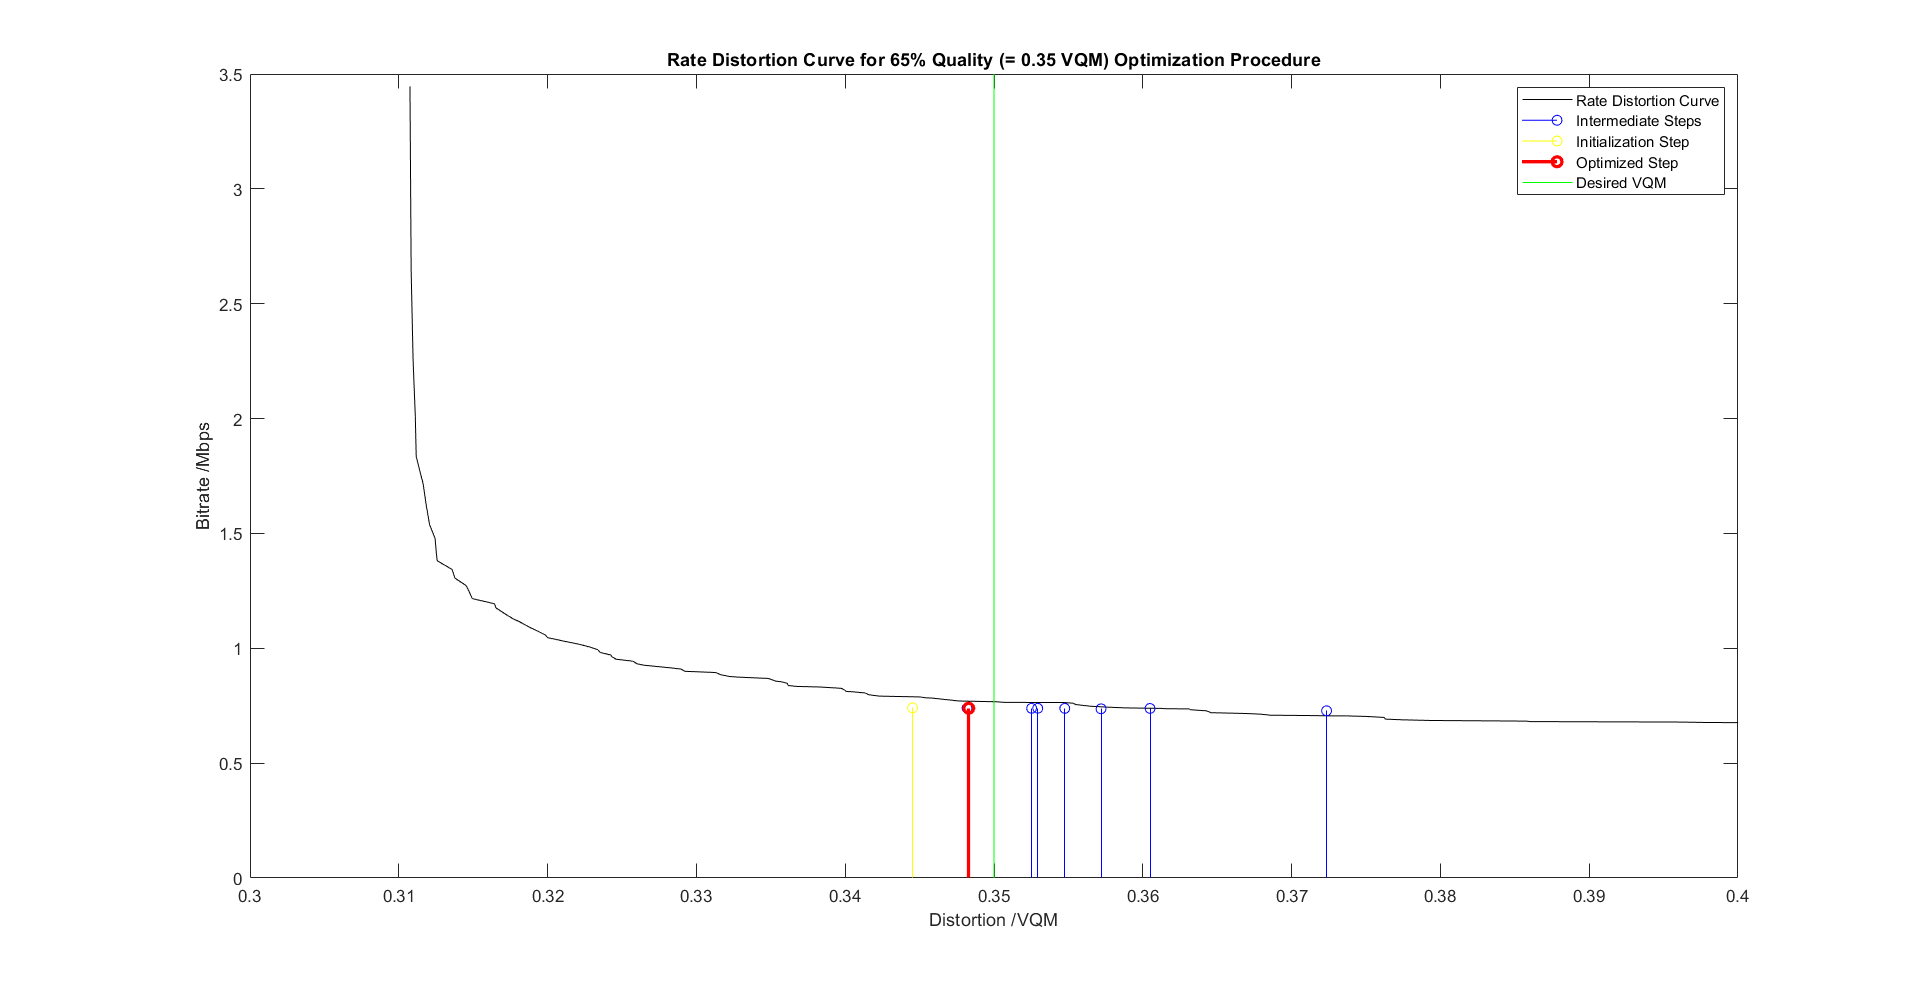 Rate Distortion Curve for 65% Quality (= 0.35 VQM) Optimization Procedure
3.5
3
2.5
2
1.5
1
0.5
0
Bitrate /Mbps
Rate Distortion Curve
Intermediate Steps
Initialization Step
Optimized Step
Desired VQM
0.3 0.31 0.32 0.33 0.34 0.35 0.36 0.37 0.38 0.39 0.4
Distortion /VQM